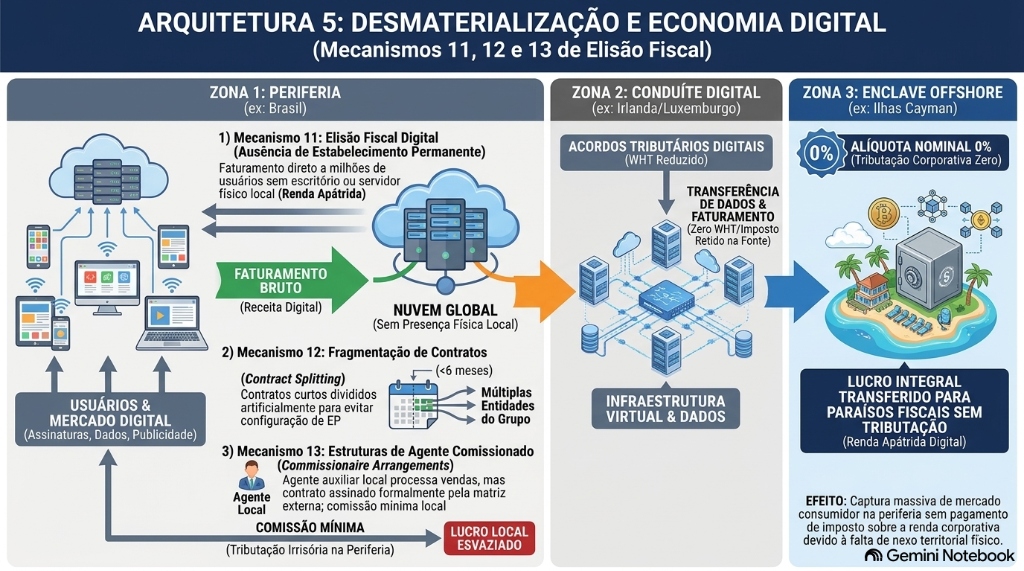 ARQUITETURA 5: DESMATERIALIZAÇÃO E ECONOMIA DIGITAL
(Mecanismos 11, 12 e 13 de Elisão Fiscal)
ZONA 1: PERIFERIA
(ex: Brasil)
1) Mecanismo 11: Elisão Fiscal Digital
(Ausência de Estabelecimento Permanente)
Faturamento direto a milhões de
usuários sem escritório ou servidor
físico local (Renda Apátrida)
FATURAMENTO
BRUTO
(Receita Digital)
NUVEM GLOBAL
(Sem Presença Física Local)
USUÁRIOS &
MERCADO DIGITAL
(Assinaturas, Dados, Publicidade)
2) Mecanismo 12: Fragmentação de Contratos
(Contract Splitting)
Contratos curtos divididos
artificialmente para evitar
configuração de EP
(<6 meses)
Múltiplas
Entidades
do Grupo
3) Mecanismo 13: Estruturas de Agente Comissionado
(Commissionaire Arrangements)
Agente auxiliar local processa vendas, mas
contrato assinado formalmente pela matriz
externa; comissão mínima local
Agente
Local
COMISSÃO MÍNIMA
(Tributação Irrisória na Periferia)
LUCRO LOCAL
ESVAZIADO
ZONA 2: CONDUÍTE DIGITAL
(ex: Irlanda/Luxemburgo)
ACORDOS TRIBUTÁRIOS DIGITAIS
(WHT Reduzido)
TRANSFERÊNCIA
DE DADOS &
FATURAMENTO
(Zero WHT/Imposto
Retido na Fonte)
INFRAESTRUTURA
VIRTUAL & DADOS
ZONA 3: ENCLAVE OFFSHORE
(ex: Ilhas Cayman)
0%
ALÍQUOTA NOMINAL 0%
(Tributação Corporativa Zero)
LUCRO INTEGRAL
TRANSFERIDO PARA
PARAÍSOS FISCAIS SEM
TRIBUTAÇÃO
(Renda Apátrida Digital)
EFEITO: Captura massiva de mercado
consumidor na periferia sem pagamento
de imposto sobre a renda corporativa
devido à falta de nexo territorial físico.
Gemini Notebook